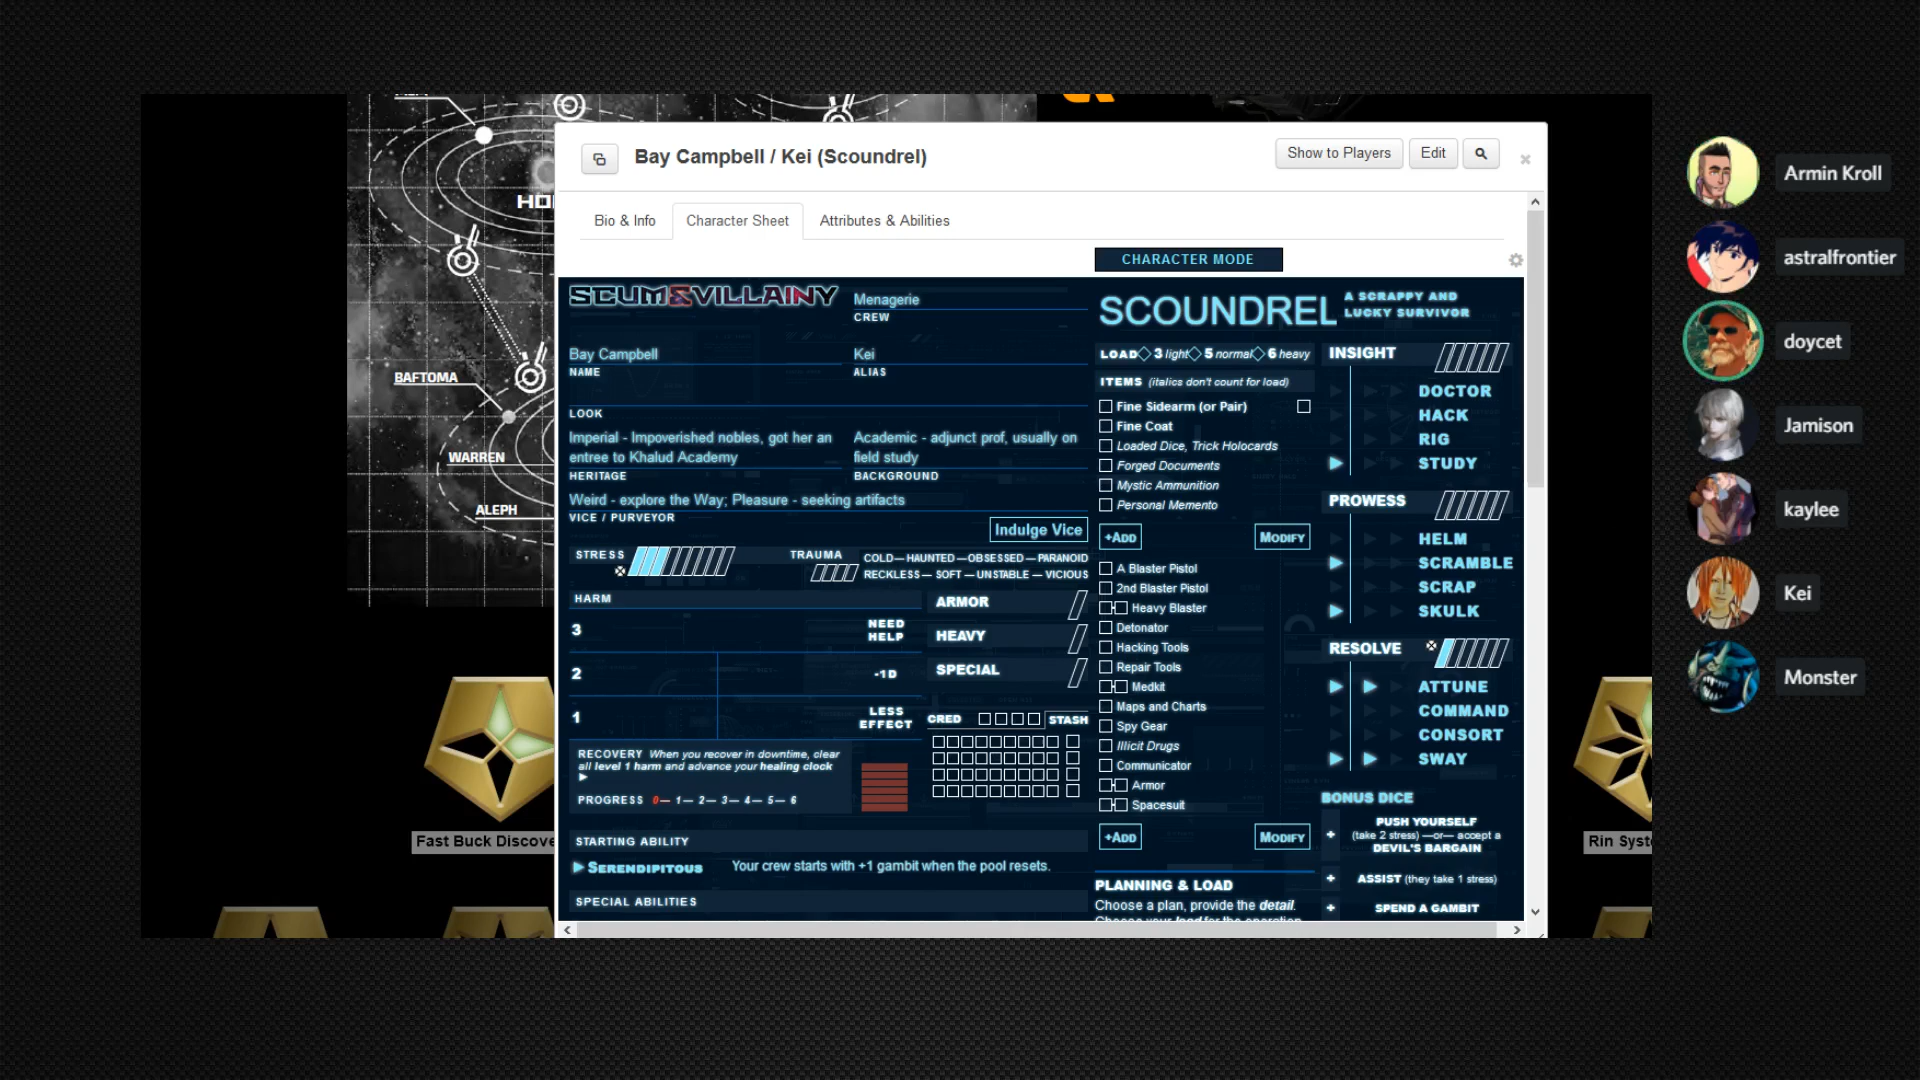 HO
BAFTOMA
WARREN
ALEPH
Fast Buck Discove
Rin Syste
Bay Campbell / Kei (Scoundrel)
Show to Players
Edit
Bio & Info
Character Sheet
Attributes & Abilities
CHARACTER MODE
SCUM & VILLAINY
Menagerie
CREW
Bay Campbell
NAME
Kei
ALIAS
LOOK
Imperial - Impoverished nobles, got her an
entree to Khalud Academy
HERITAGE
Academic - adjunct prof, usually on
field study
BACKGROUND
Weird - explore the Way; Pleasure - seeking artifacts
VICE / PURVEYOR
Indulge Vice
STRESS
TRAUMA
COLD— HAUNTED —OBSESSED— PARANOID
RECKLESS— SOFT —UNSTABLE— VICIOUS
HARM
3
NEED
HELP
2
-1D
1
LESS
EFFECT
ARMOR
HEAVY
SPECIAL
CRED
STASH
RECOVERY When you recover in downtime, clear
all level 1 harm and advance your healing clock
PROGRESS 0— 1— 2— 3— 4— 5— 6
STARTING ABILITY
SERENDIPITOUS
Your crew starts with +1 gambit when the pool resets.
SPECIAL ABILITIES
SCOUNDREL
A SCRAPPY AND
LUCKY SURVIVOR
LOAD 3 light 5 normal 6 heavy
ITEMS (italics don't count for load)
Fine Sidearm (or Pair)
Fine Coat
Loaded Dice, Trick Holocards
Forged Documents
Mystic Ammunition
Personal Memento
+ADD
MODIFY
A Blaster Pistol
2nd Blaster Pistol
Heavy Blaster
Detonator
Hacking Tools
Repair Tools
Medkit
Maps and Charts
Spy Gear
Illicit Drugs
Communicator
Armor
Spacesuit
+ADD
MODIFY
PLANNING & LOAD
Choose a plan, provide the detail.
Choose your load for the operation.
INSIGHT
DOCTOR
HACK
RIG
STUDY
PROWESS
HELM
SCRAMBLE
SCRAP
SKULK
RESOLVE
ATTUNE
COMMAND
CONSORT
SWAY
BONUS DICE
+
PUSH YOURSELF
(take 2 stress) —or— accept a
DEVIL'S BARGAIN
+
ASSIST (they take 1 stress)
+
SPEND A GAMBIT
Armin Kroll
astralfrontier
doycet
Jamison
kaylee
Kei
Monster